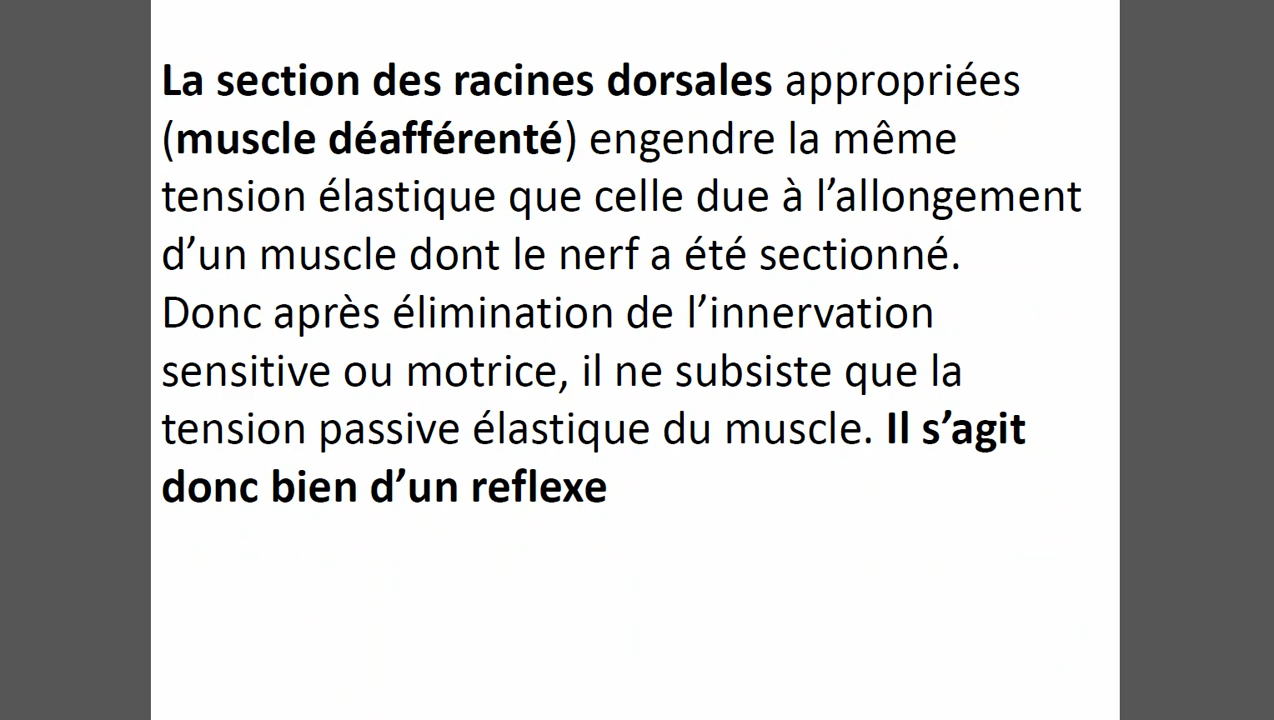 La section des racines dorsales appropriées
(muscle déafférenté) engendre la même
tension élastique que celle due à l’allongement
d’un muscle dont le nerf a été sectionné.
Donc après élimination de l’innervation
sensitive ou motrice, il ne subsiste que la
tension passive élastique du muscle. Il s’agit
donc bien d’un reflexe